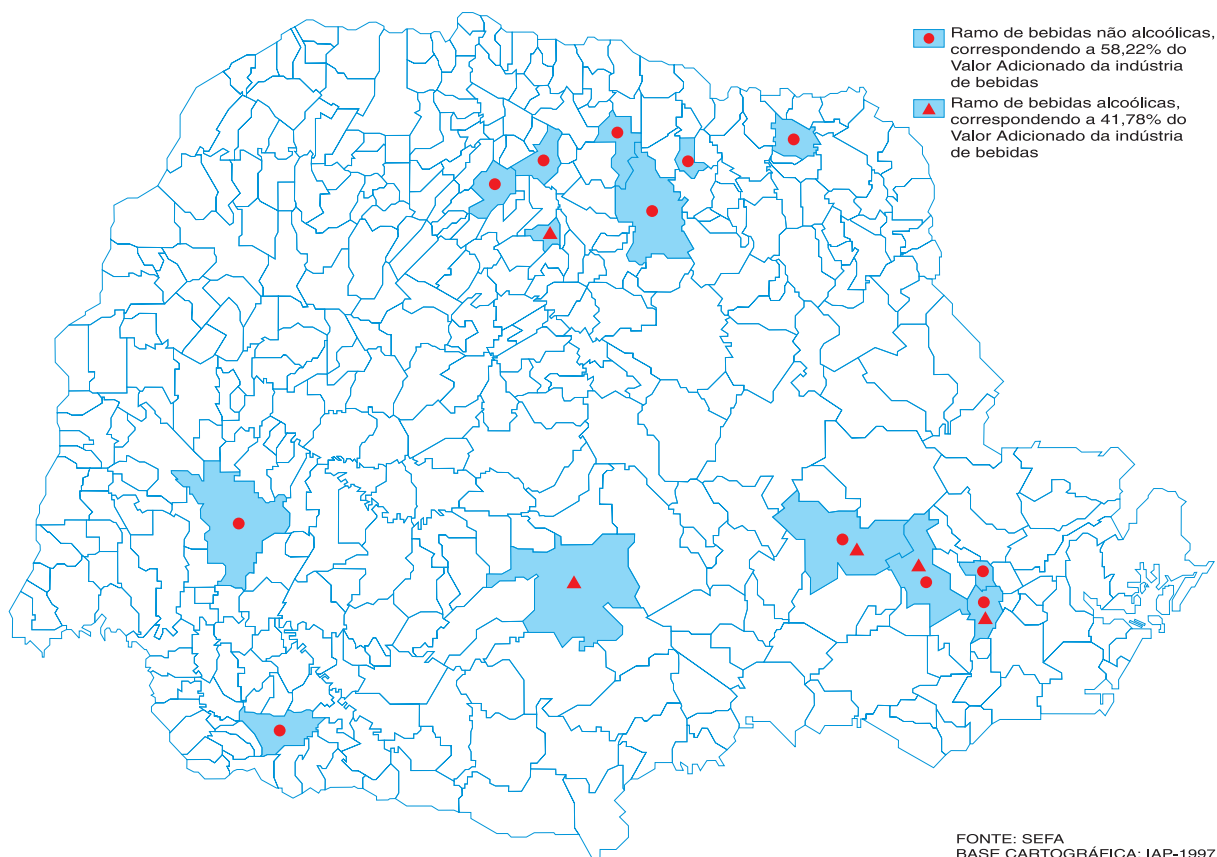 Ramo de bebidas não alcoólicas,
correspondendo a 58,22% do
Valor Adicionado da indústria
de bebidas
Ramo de bebidas alcoólicas,
correspondendo a 41,78% do
Valor Adicionado da indústria
de bebidas
FONTE: SEFA
BASE CARTOGRÁFICA: IAP-1997